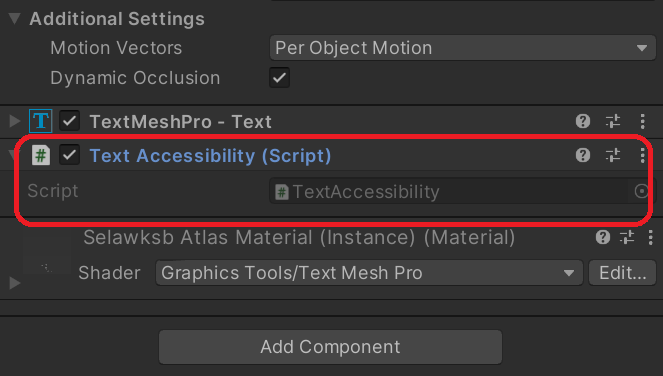 Additional Settings
Motion Vectors Per Object Motion
Dynamic Occlusion
T TextMeshPro - Text
# Text Accessibility (Script)
Script # TextAccessibility
Selawksb Atlas Material (Instance) (Material)
Shader Graphics Tools/Text Mesh Pro Edit...
Add Component